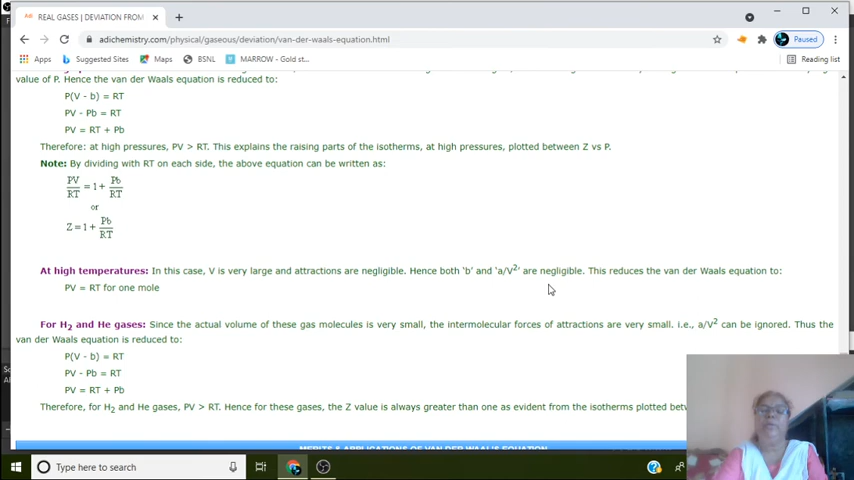 REAL GASES | DEVIATION FROM
adichemistry.com/physical/gaseous/deviation/van-der-waals-equation.html
Paused
Apps
Suggested Sites
Maps
BSNL
MARROW - Gold st...
Reading list
value of P. Hence the van der Waals equation is reduced to:
P(V - b) = RT
PV - Pb = RT
PV = RT + Pb
Therefore: at high pressures, PV > RT. This explains the raising parts of the isotherms, at high pressures, plotted between Z vs P.
Note: By dividing with RT on each side, the above equation can be written as:
PV/RT = 1 + Pb/RT
or
Z = 1 + Pb/RT
At high temperatures: In this case, V is very large and attractions are negligible. Hence both 'b' and 'a/V² are negligible. This reduces the van der Waals equation to:
PV = RT for one mole
For H₂ and He gases: Since the actual volume of these gas molecules is very small, the intermolecular forces of attractions are very small. i.e., a/V² can be ignored. Thus the
van der Waals equation is reduced to:
P(V - b) = RT
PV - Pb = RT
PV = RT + Pb
Therefore, for H₂ and He gases, PV > RT. Hence for these gases, the Z value is always greater than one as evident from the isotherms plotted
MERITS & APPLICATIONS OF VAN DER WAAL'S EQUATION
Type here to search